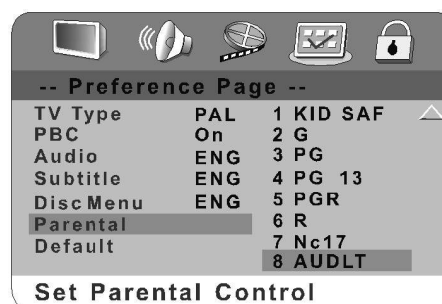 -- Preference Page --
TV Type PAL 1 KID SAF
PBC On 2 G
Audio ENG 3 PG
Subtitle ENG 4 PG 13
Disc Menu ENG 5 PGR
Parental 6 R
Default 7 Nc17
8 AUDLT
Set Parental Control